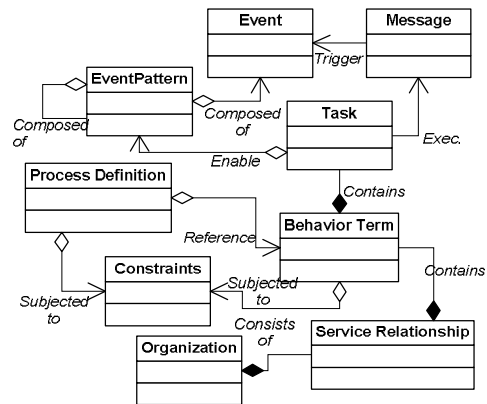 Event
Message
Trigger
EventPattern
Composed
of
Composed
of
Task
Exec.
Enable
Process Definition
Contains
Behavior Term
Reference
Constraints
Subjected
to
Subjected
to
Contains
Consists
of
Service Relationship
Organization